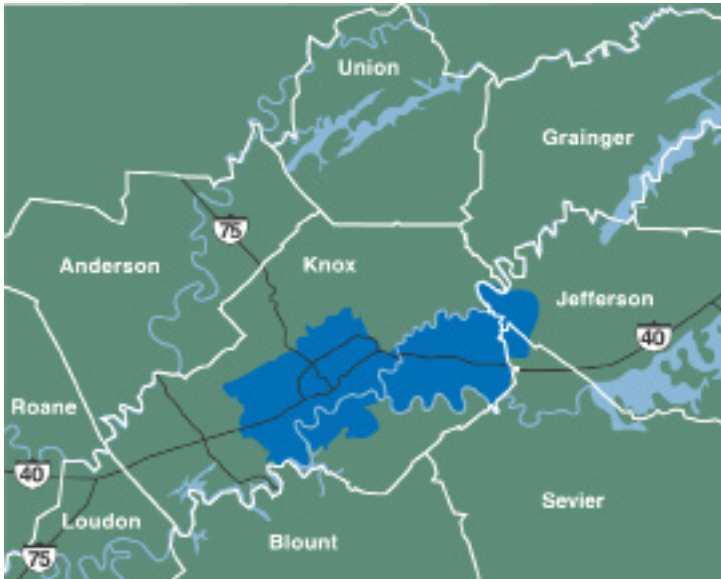 Union
Grainger
75
Anderson
Knox
Jefferson
40
Roane
40
Sevier
Loudon
Blount
75